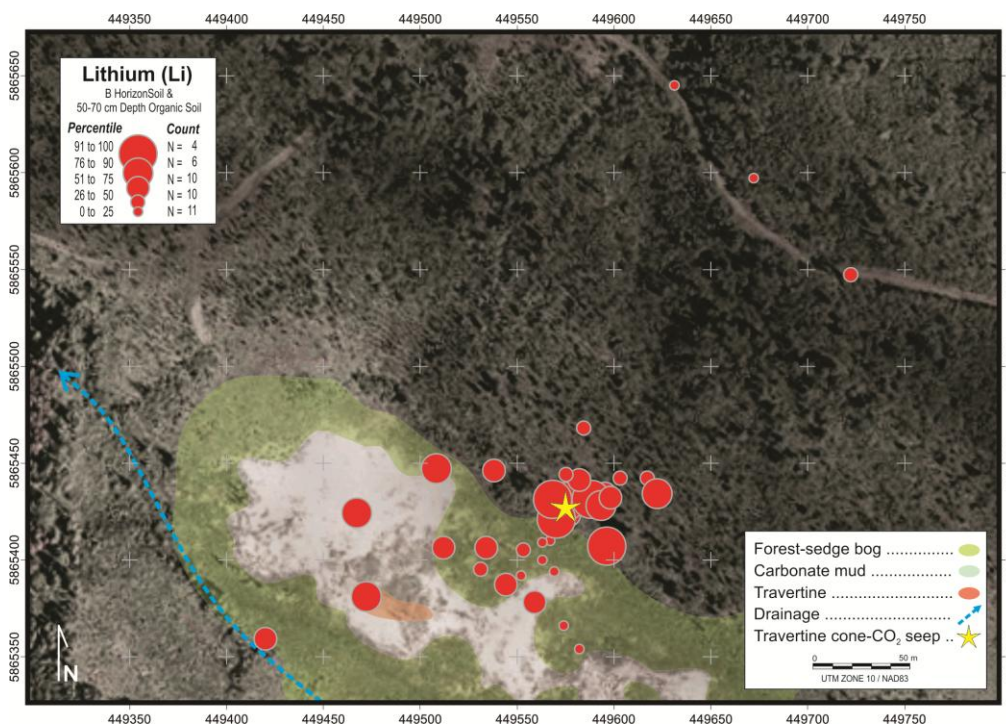 449350 449400 449450 449500 449550 449600 449650 449700 449750
5865650
5865600
5865550
5865500
5865450
5865400
5865350
Lithium (Li)
B HorizonSoil &
50-70 cm Depth Organic Soil
Percentile Count
91 to 100 N = 4
76 to 90 N = 6
51 to 75 N = 10
26 to 50 N = 10
0 to 25 N = 11
N
Forest-sedge bog ....................
Carbonate mud ......................
Travertine ................................
Drainage ..................................
Travertine cone-CO₂ seep ..
0 50 m
UTM ZONE 10 / NAD83
449350 449400 449450 449500 449550 449600 449650 449700 449750